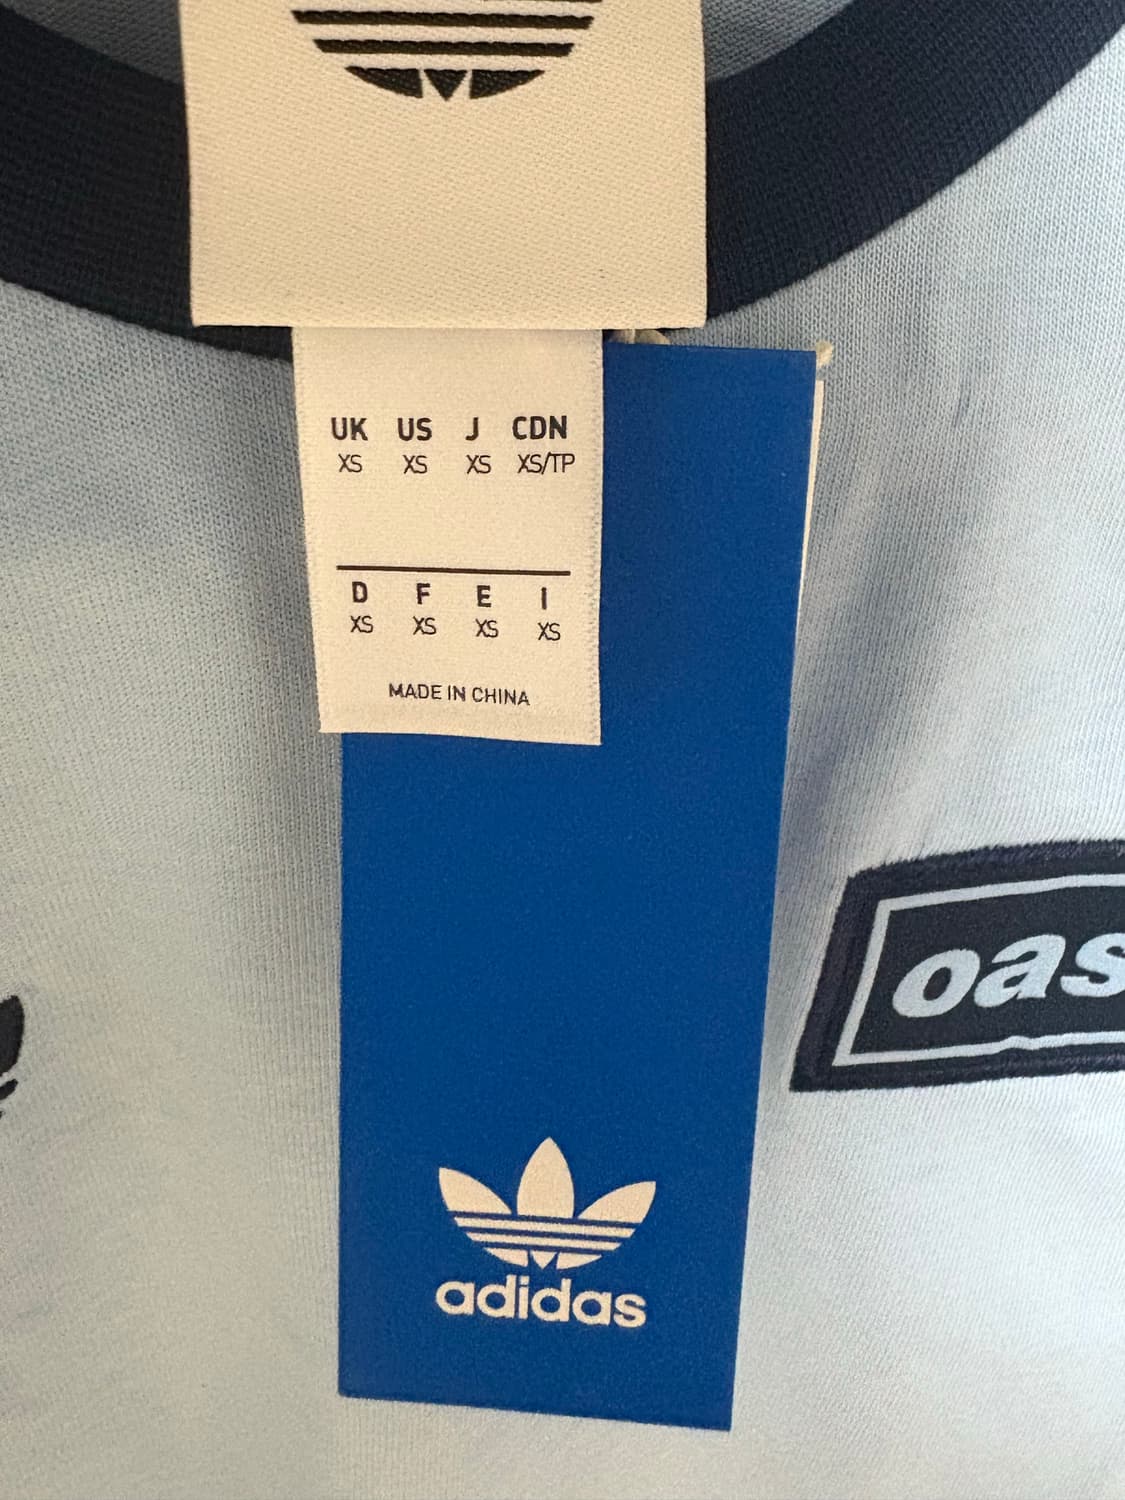 UK US J CDN
XS XS XS XS/TP
D F E I
XS XS XS XS
MADE IN CHINA
oas
adidas